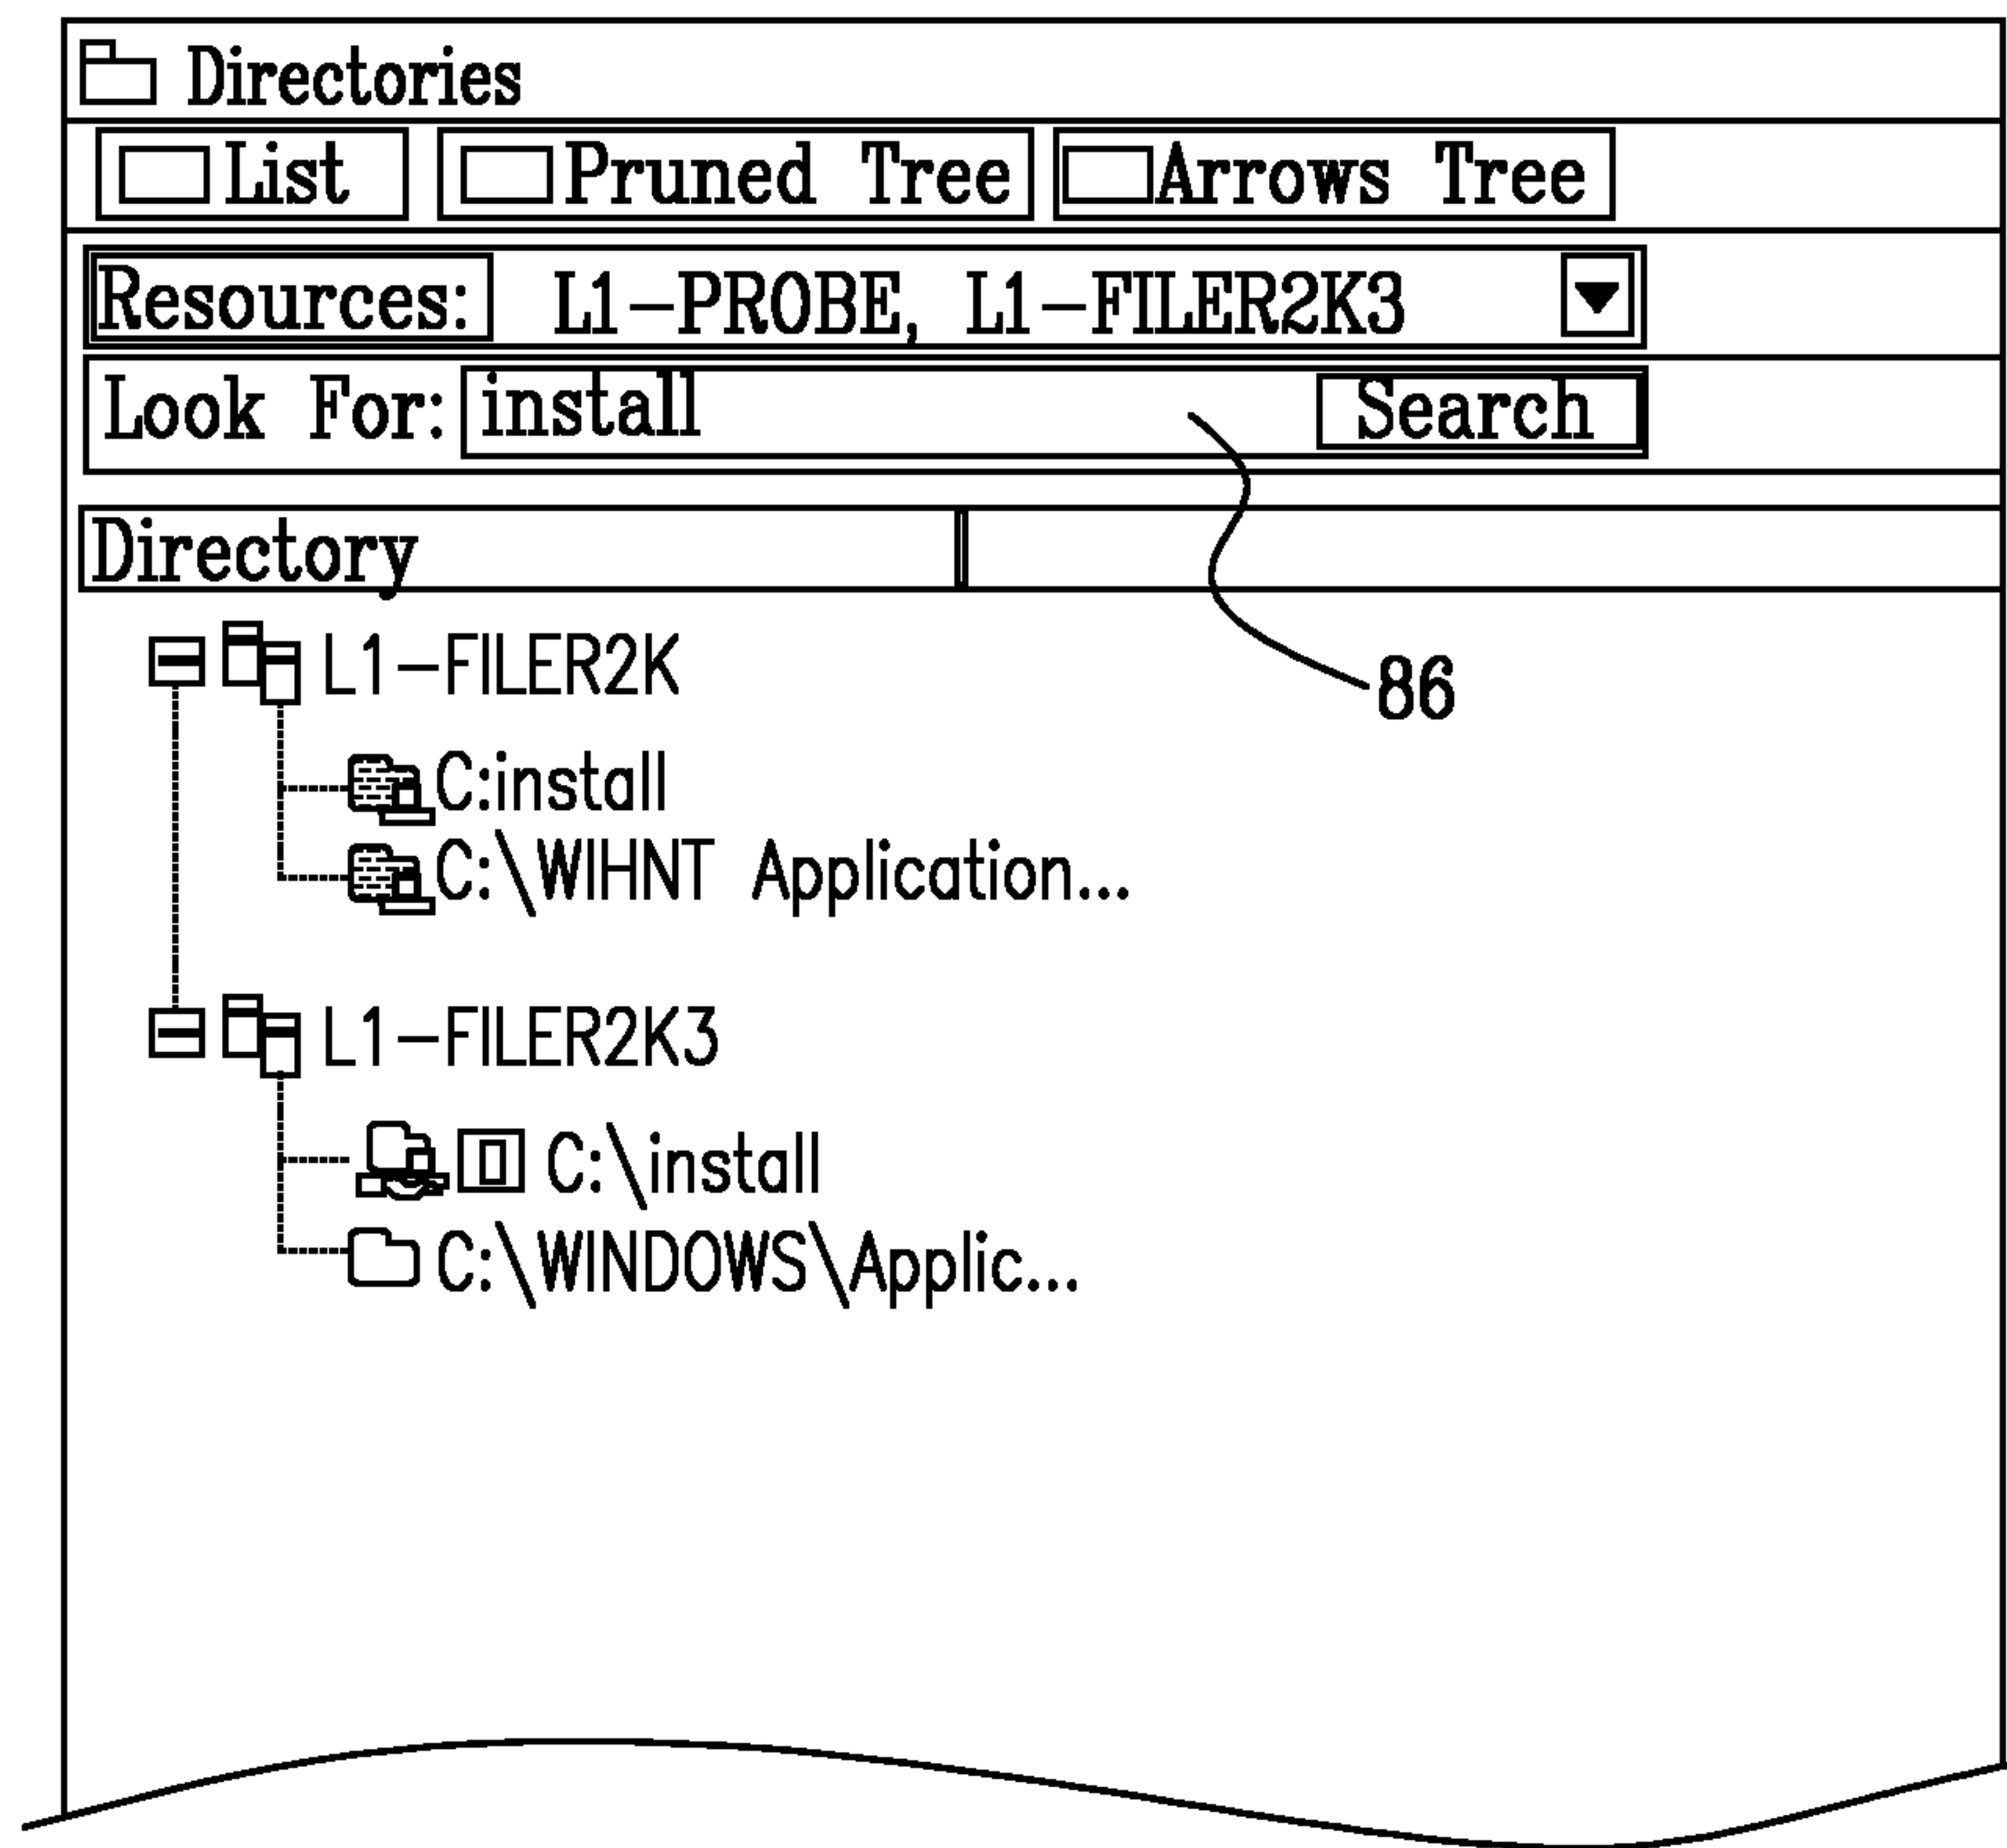 Directories
List Pruned Tree Arrows Tree
Resources: L1-PROBE, L1-FILER2K3
Look For: install Search
Directory
L1-FILER2K
86
C:install
C:\WIHNT Application...
L1-FILER2K3
C:\install
C:\WINDOWS\Applic...